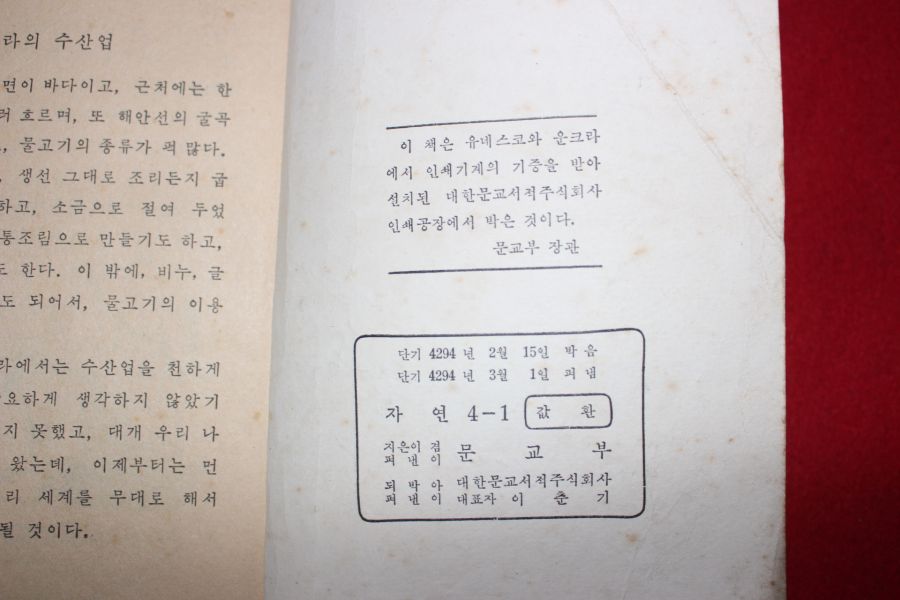 라의 수산업
면이 바다이고, 근처에는 한
흐르며, 또 해안선의 굴곡
물고기의 종류가 퍽 많다.
생선 그대로 조리든지 굽
하고, 소금으로 절여 두었
통조림으로 만들기도 하고,
도 한다. 이 밖에, 비누, 글
도 되어서, 물고기의 이용
라에서는 수산업을 천하게
요하게 생각하지 않았기
지 못했고, 대개 우리 나
왔는데, 이제부터는 먼
리 세계를 무대로 해서
될 것이다.
이 책은 유네스코와 운크라
에서 인쇄기계의 기증을 받아
설치된 대한문교서적주식회사
인쇄공장에서 박은 것이다.
문교부 장관
단기 4294 년 2월 15일 박음
단기 4294 년 3월 1일 펴냄
자 연 4-1 값 환
지은이 겸
펴 낸 이 문 교 부
되 박 아 대한문교서적주식회사
펴 낸 이 대표자 이 춘 기